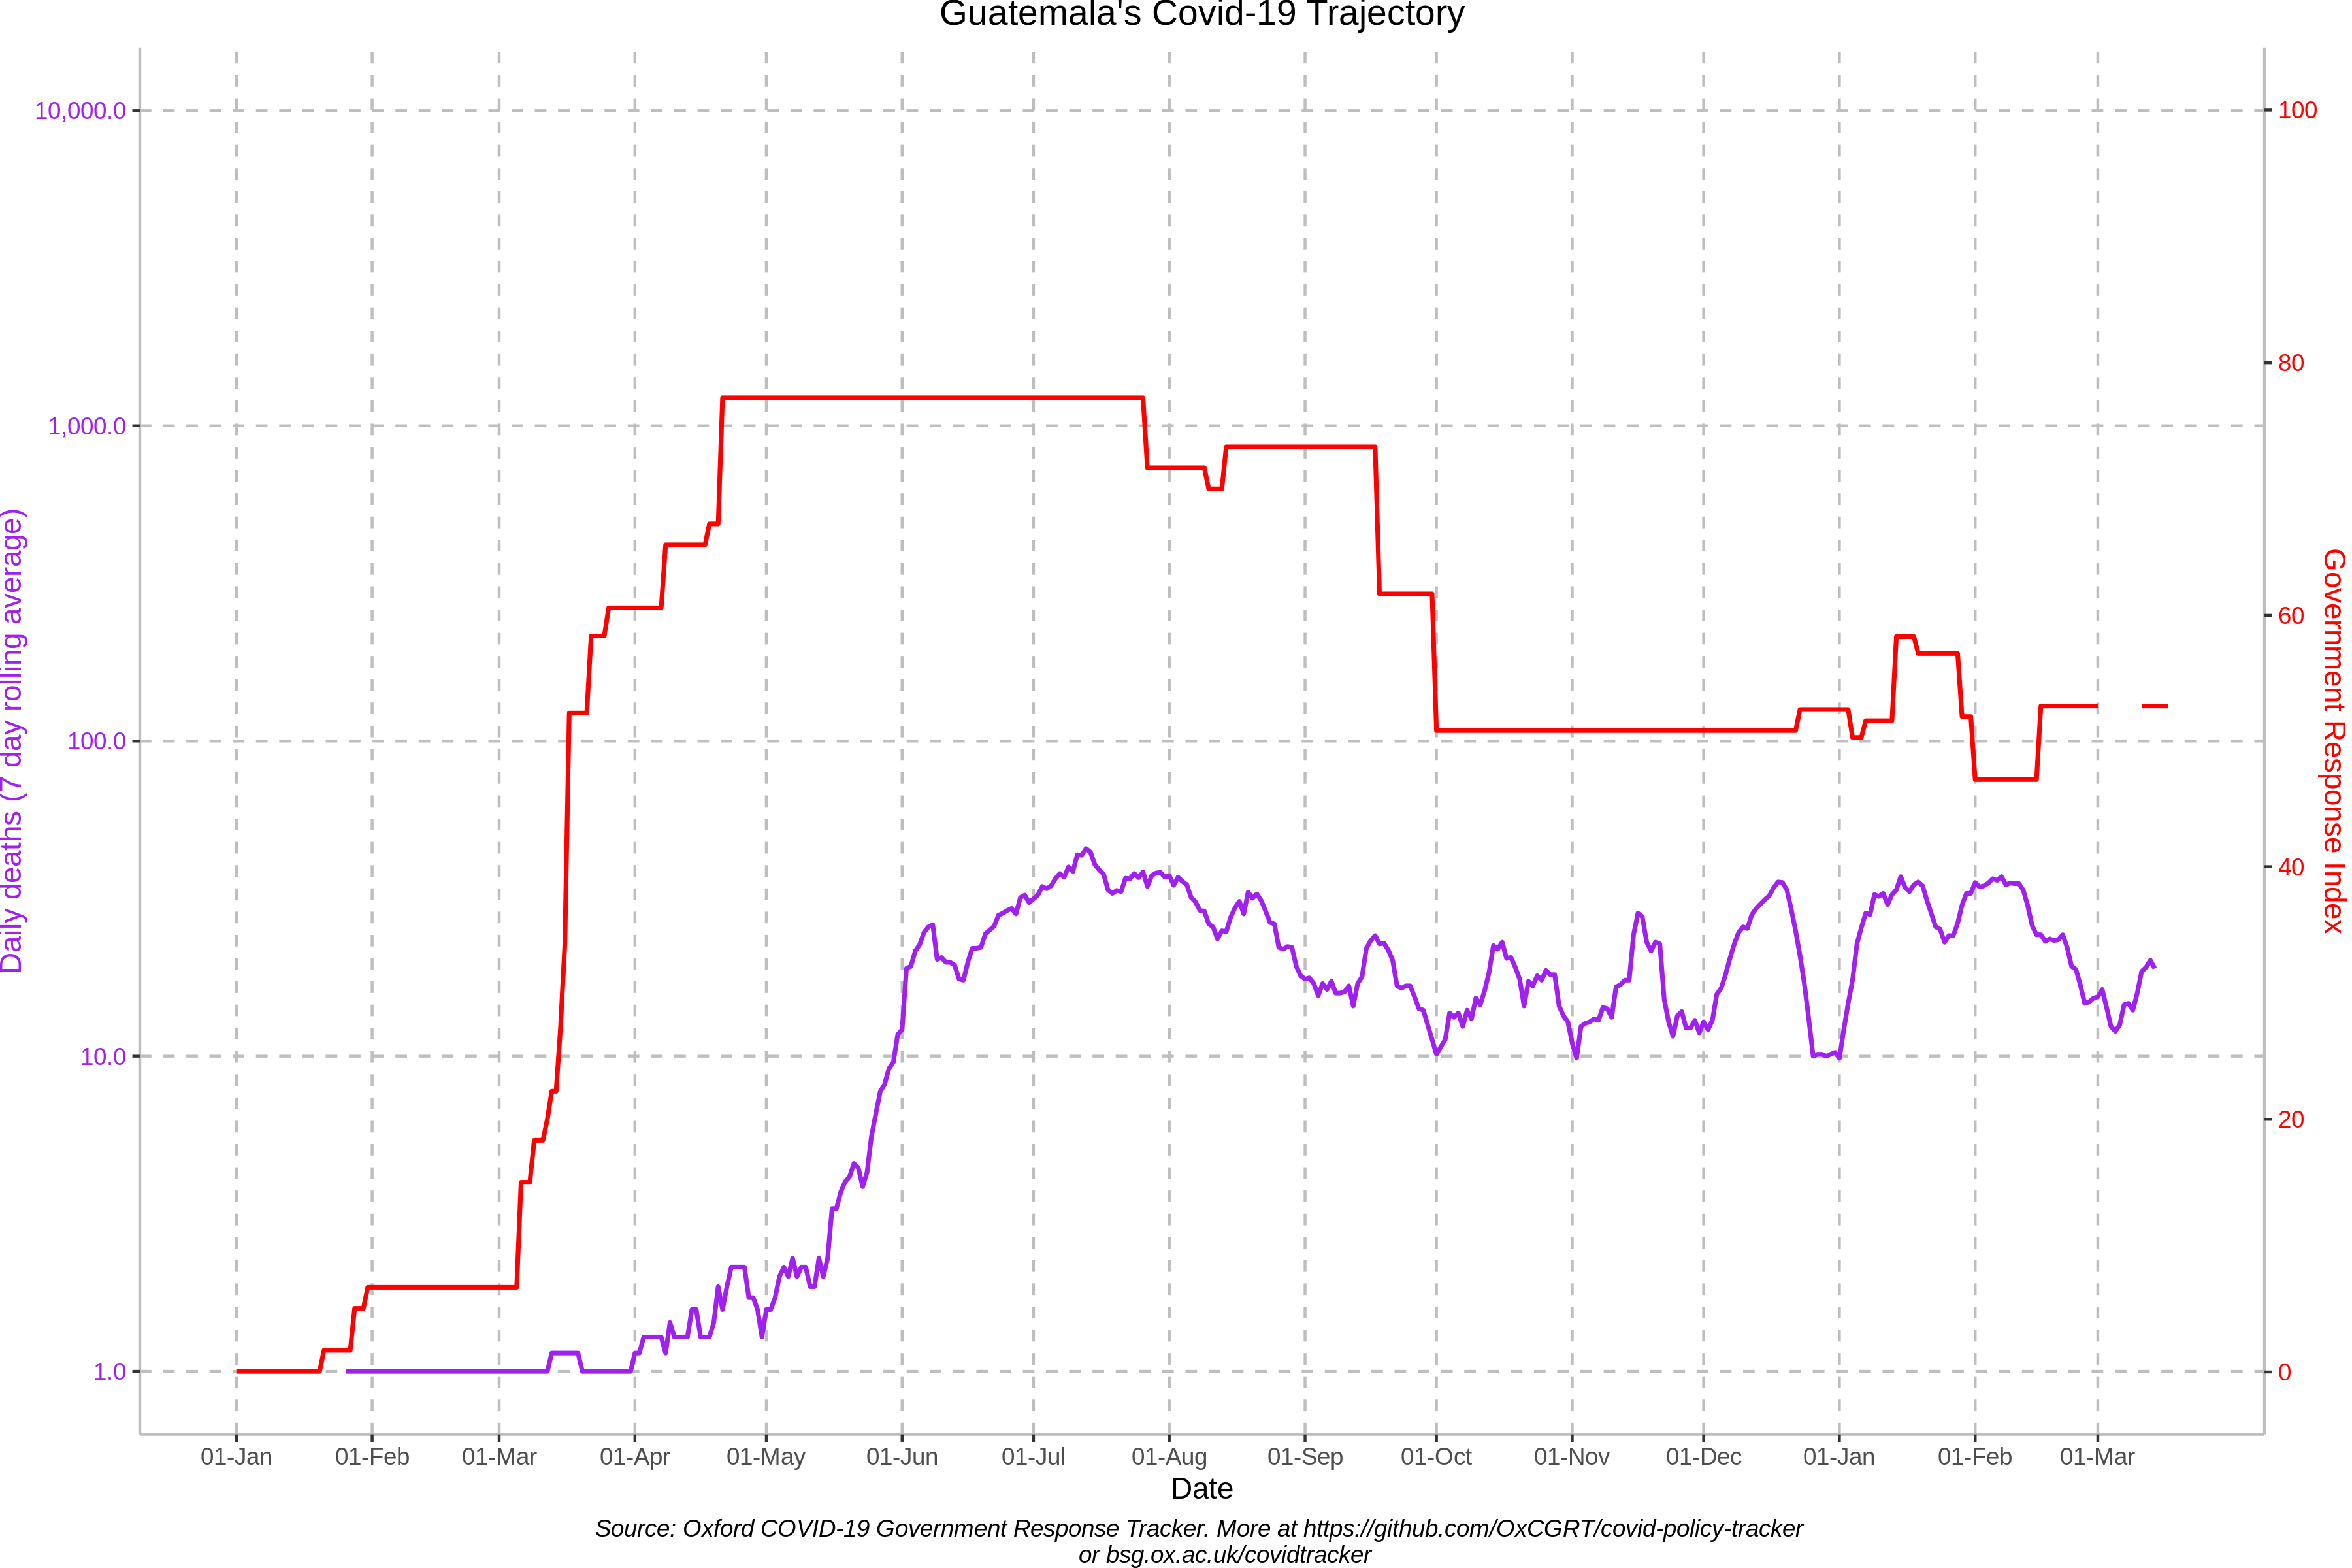 Guatemala's Covid-19 Trajectory
10,000.0
1,000.0
100.0
10.0
1.0
Daily deaths (7 day rolling average)
100
80
60
40
20
0
Government Response Index
01-Jan 01-Feb 01-Mar 01-Apr 01-May 01-Jun 01-Jul 01-Aug 01-Sep 01-Oct 01-Nov 01-Dec 01-Jan 01-Feb 01-Mar
Date
Source: Oxford COVID-19 Government Response Tracker. More at https://github.com/OxCGRT/covid-policy-tracker
or bsg.ox.ac.uk/covidtracker